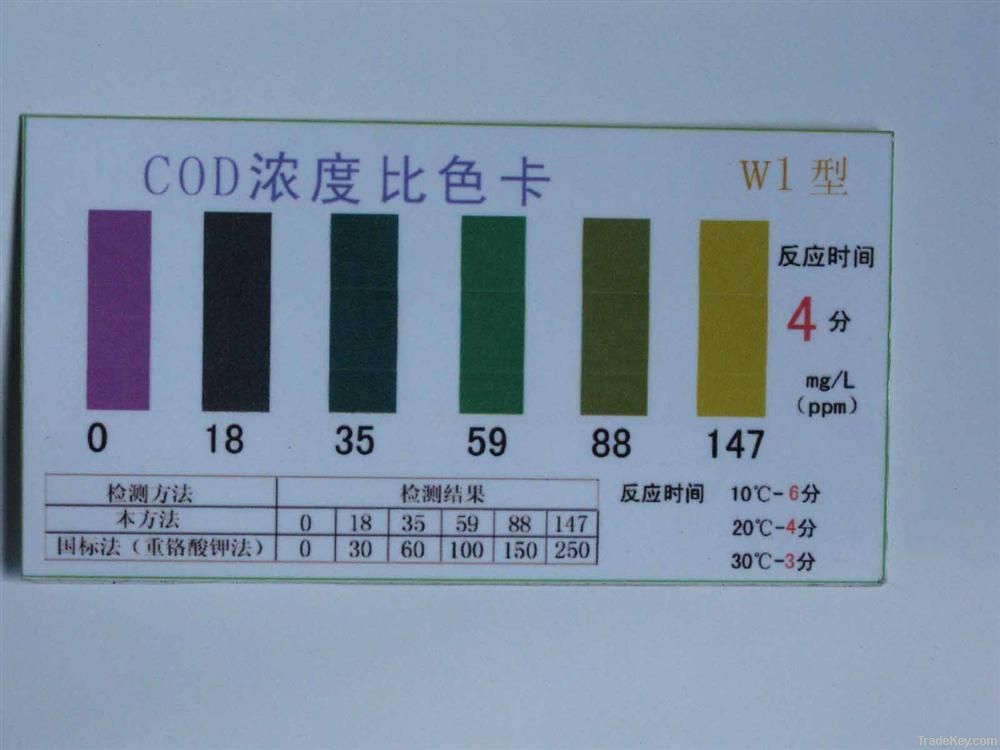 COD浓度比色卡
W1型
反应时间
4分
mg/L
(ppm)
0 18 35 59 88 147
检测方法 检测结果
本方法 0 18 35 59 88 147
国标法（重铬酸钾法） 0 30 60 100 150 250
反应时间 10℃-6分
20℃-4分
30℃-3分
TradeKey.com